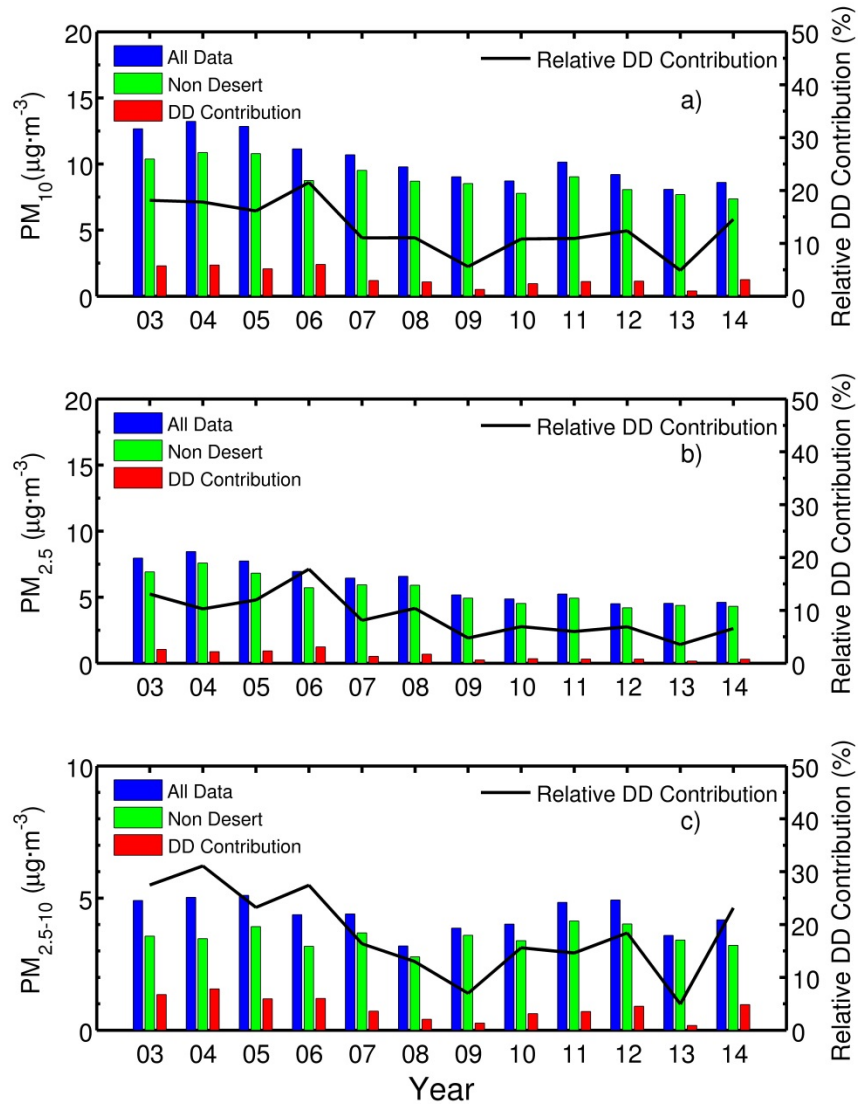 20
15
10
5
0
PM10(μg·m-3)
All Data
Non Desert
DD Contribution
Relative DD Contribution
a)
50
40
30
20
10
0
Relative DD Contribution (%)
03 04 05 06 07 08 09 10 11 12 13 14
20
15
10
5
0
PM2.5 (μg·m-3)
All Data
Non Desert
DD Contribution
Relative DD Contribution
b)
50
40
30
20
10
0
Relative DD Contribution (%)
03 04 05 06 07 08 09 10 11 12 13 14
10
5
0
PM2.5-10 (μg·m-3)
All Data
Non Desert
DD Contribution
Relative DD Contribution
c)
50
40
30
20
10
0
Relative DD Contribution (%)
03 04 05 06 07 08 09 10 11 12 13 14
Year